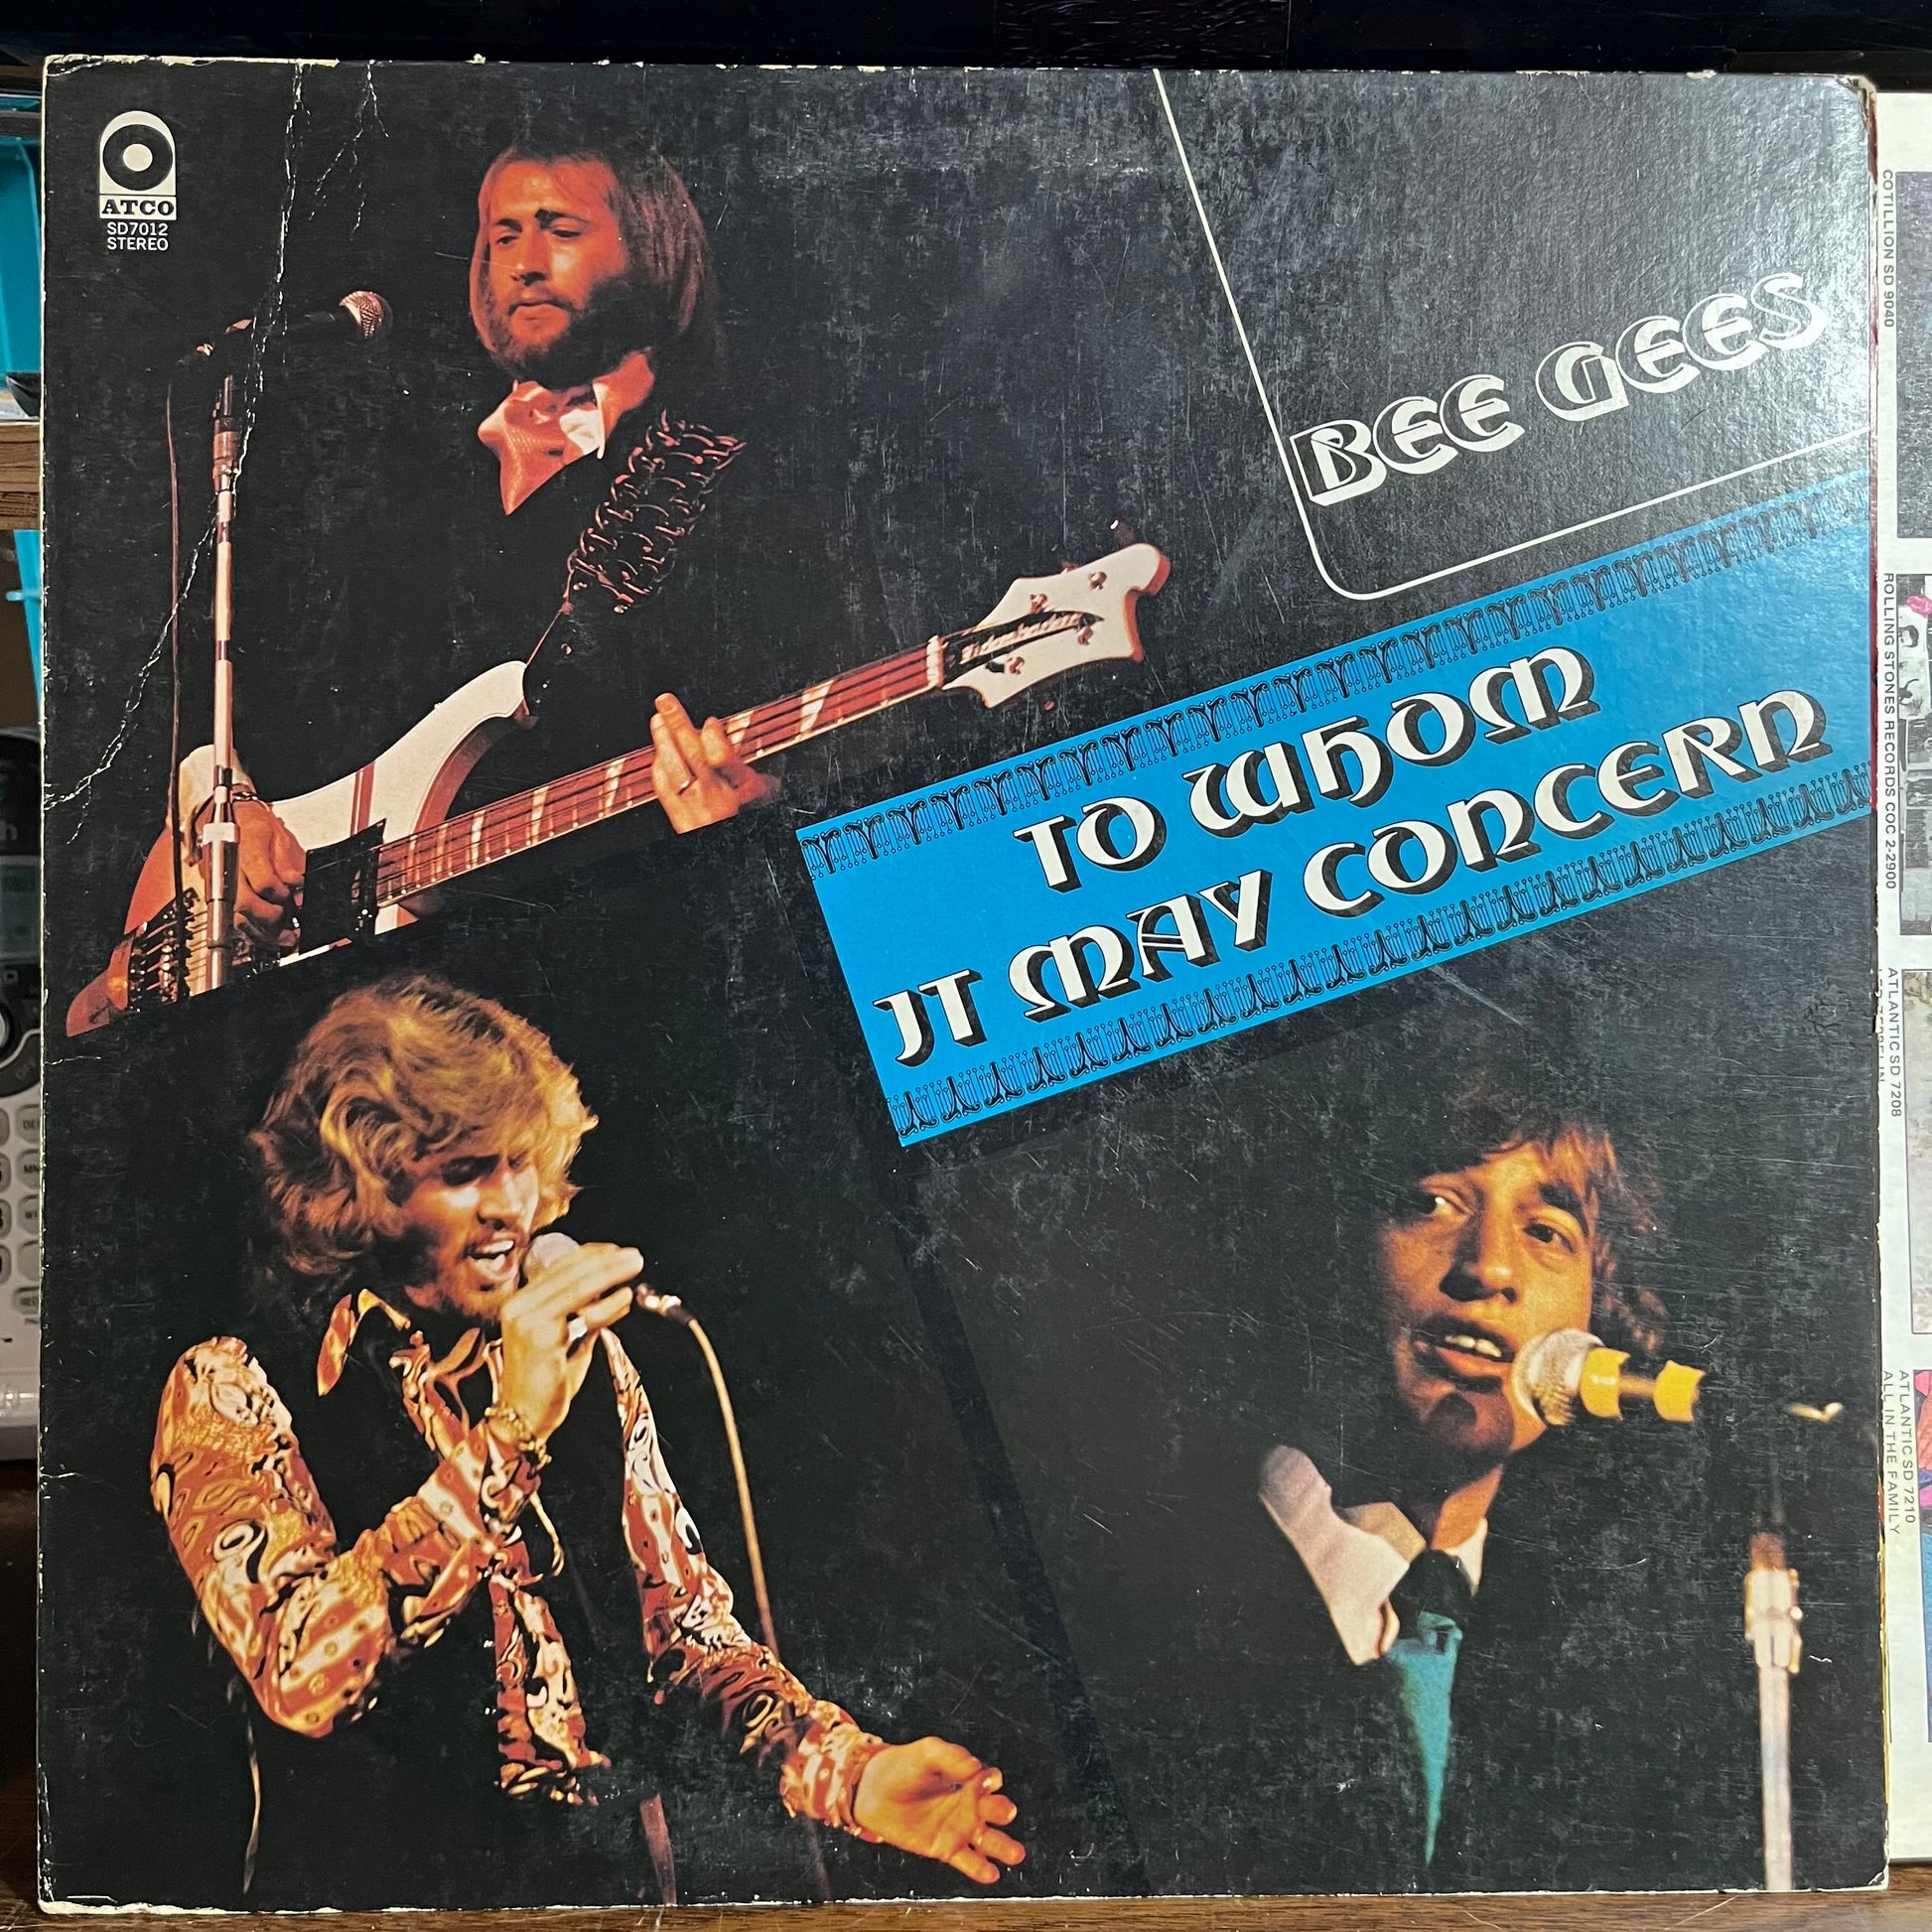 ATCO
SD7012
STEREO
BEE GEES
TO WHOM
IT MAY CONCERN
Rickenbacker
COTILLION SD 9040
ROLLING STONES RECORDS COC 2-2900
ATLANTIC SD 7208
ATLANTIC SD 7210
ALL IN THE FAMILY